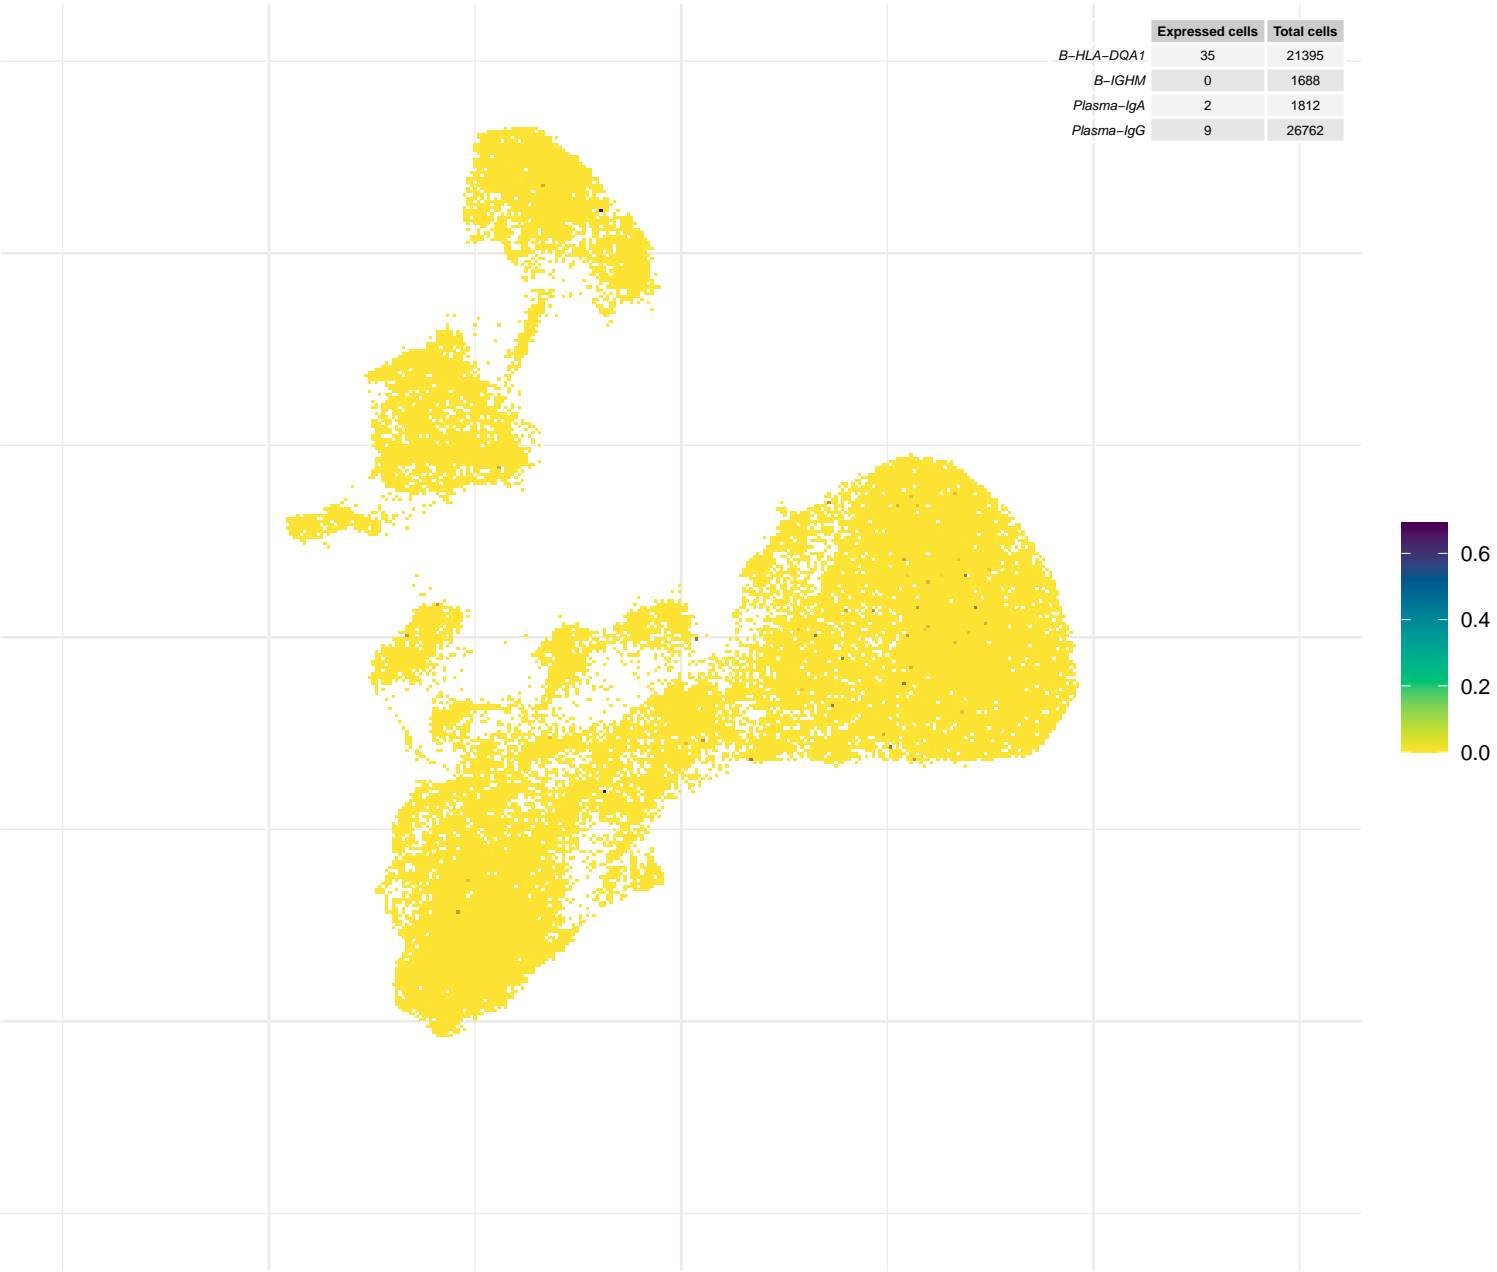 Expressed cells Total cells
B−HLA−DQA1 35 21395
B−IGHM 0 1688
Plasma−IgA 2 1812
Plasma−IgG 9 26762
0.6
0.4
0.2
0.0